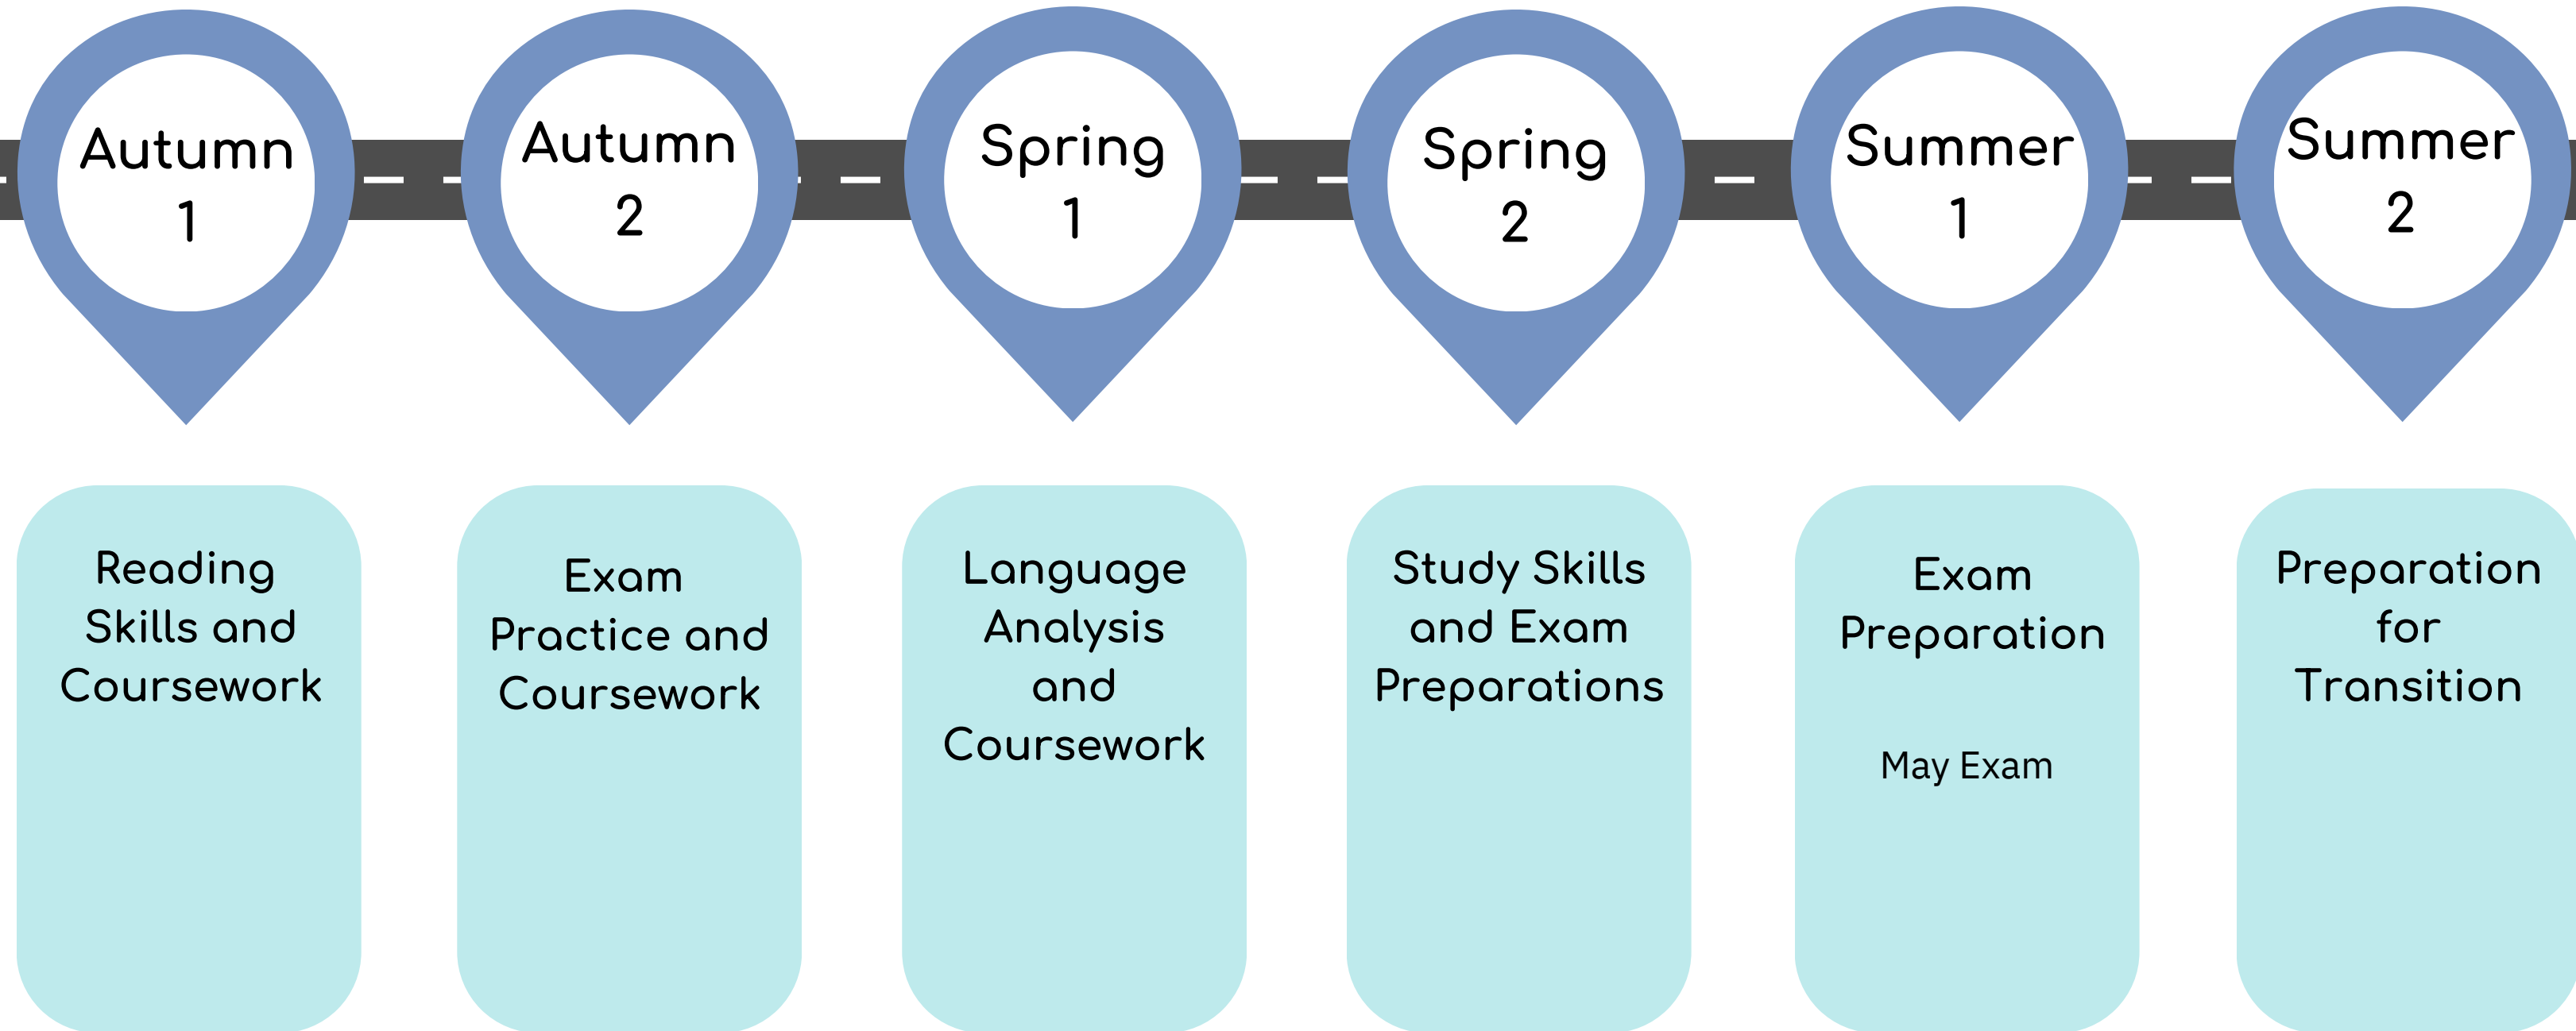 Autumn
1
Autumn
2
Spring
1
Spring
2
Summer
1
Summer
2
Reading
Skills and
Coursework
Exam
Practice and
Coursework
Language
Analysis
and
Coursework
Study Skills
and Exam
Preparations
Exam
Preparation
May Exam
Preparation
for
Transition